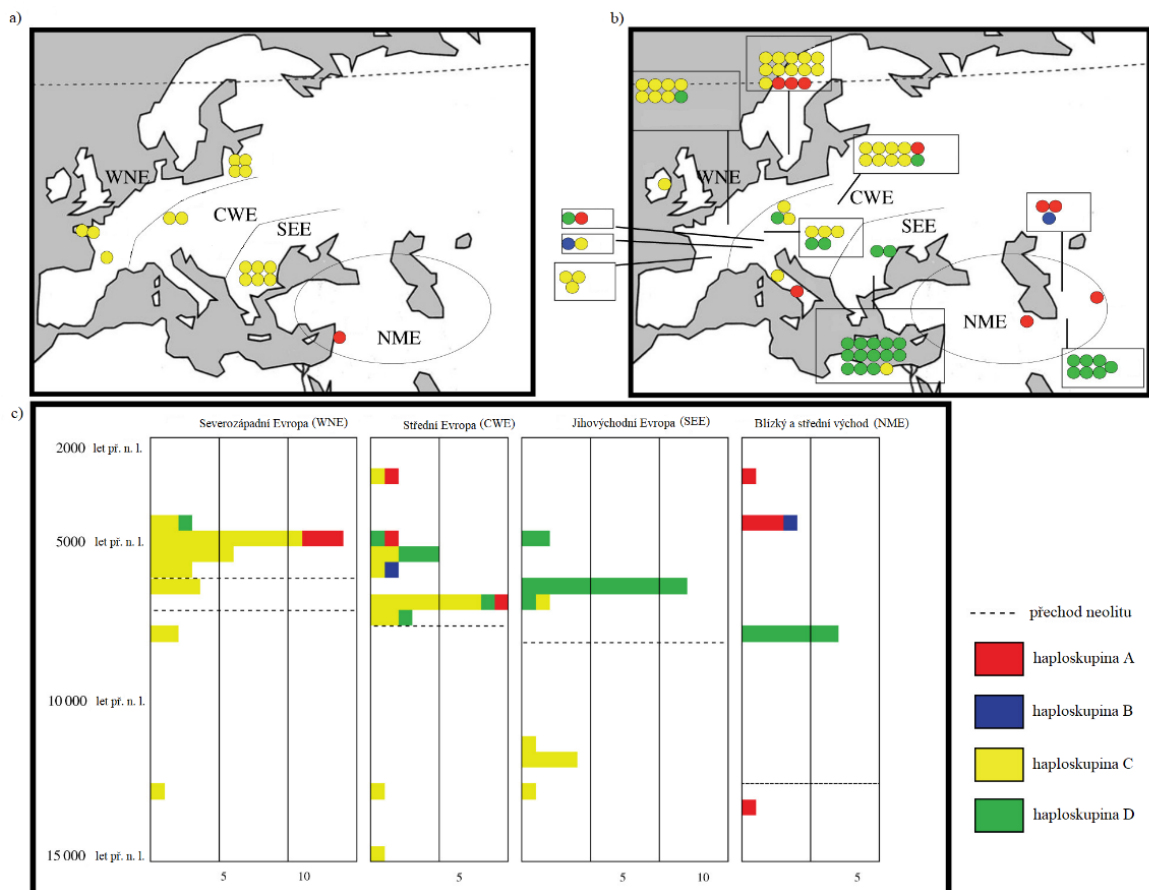 a)
b)
WNE
CWE
SEE
NME
WNE
CWE
SEE
NME
c)
Severozápadní Evropa (WNE)
Střední Evropa (CWE)
Jihovýchodní Evropa (SEE)
Blízký a střední východ (NME)
2000 let př. n. l.
5000 let př. n. l.
10 000 let př. n. l.
15 000 let př. n. l.
5 10 5 5 10 5
přechod neolitu
haploskupina A
haploskupina B
haploskupina C
haploskupina D